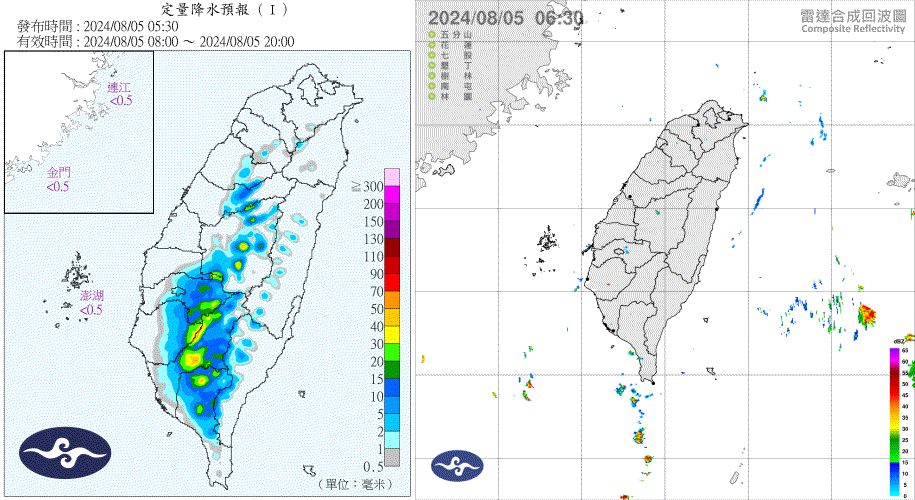 定量降水預報 ( I )
發布時間 : 2024/08/05 05:30
有效時間 : 2024/08/05 08:00 ～ 2024/08/05 20:00
連江
<0.5
金門
<0.5
澎湖
<0.5
≥ 300
200
150
130
110
90
70
50
40
30
20
15
10
5
2
1
0.5
(單位：毫米)
2024/08/05 06:30
雷達合成回波圖
Composite Reflectivity
五分山
花蓮
七股
墾丁
樹林
南屯
林園
dBZ
65
60
55
50
45
40
35
30
25
20
15
10
5
0